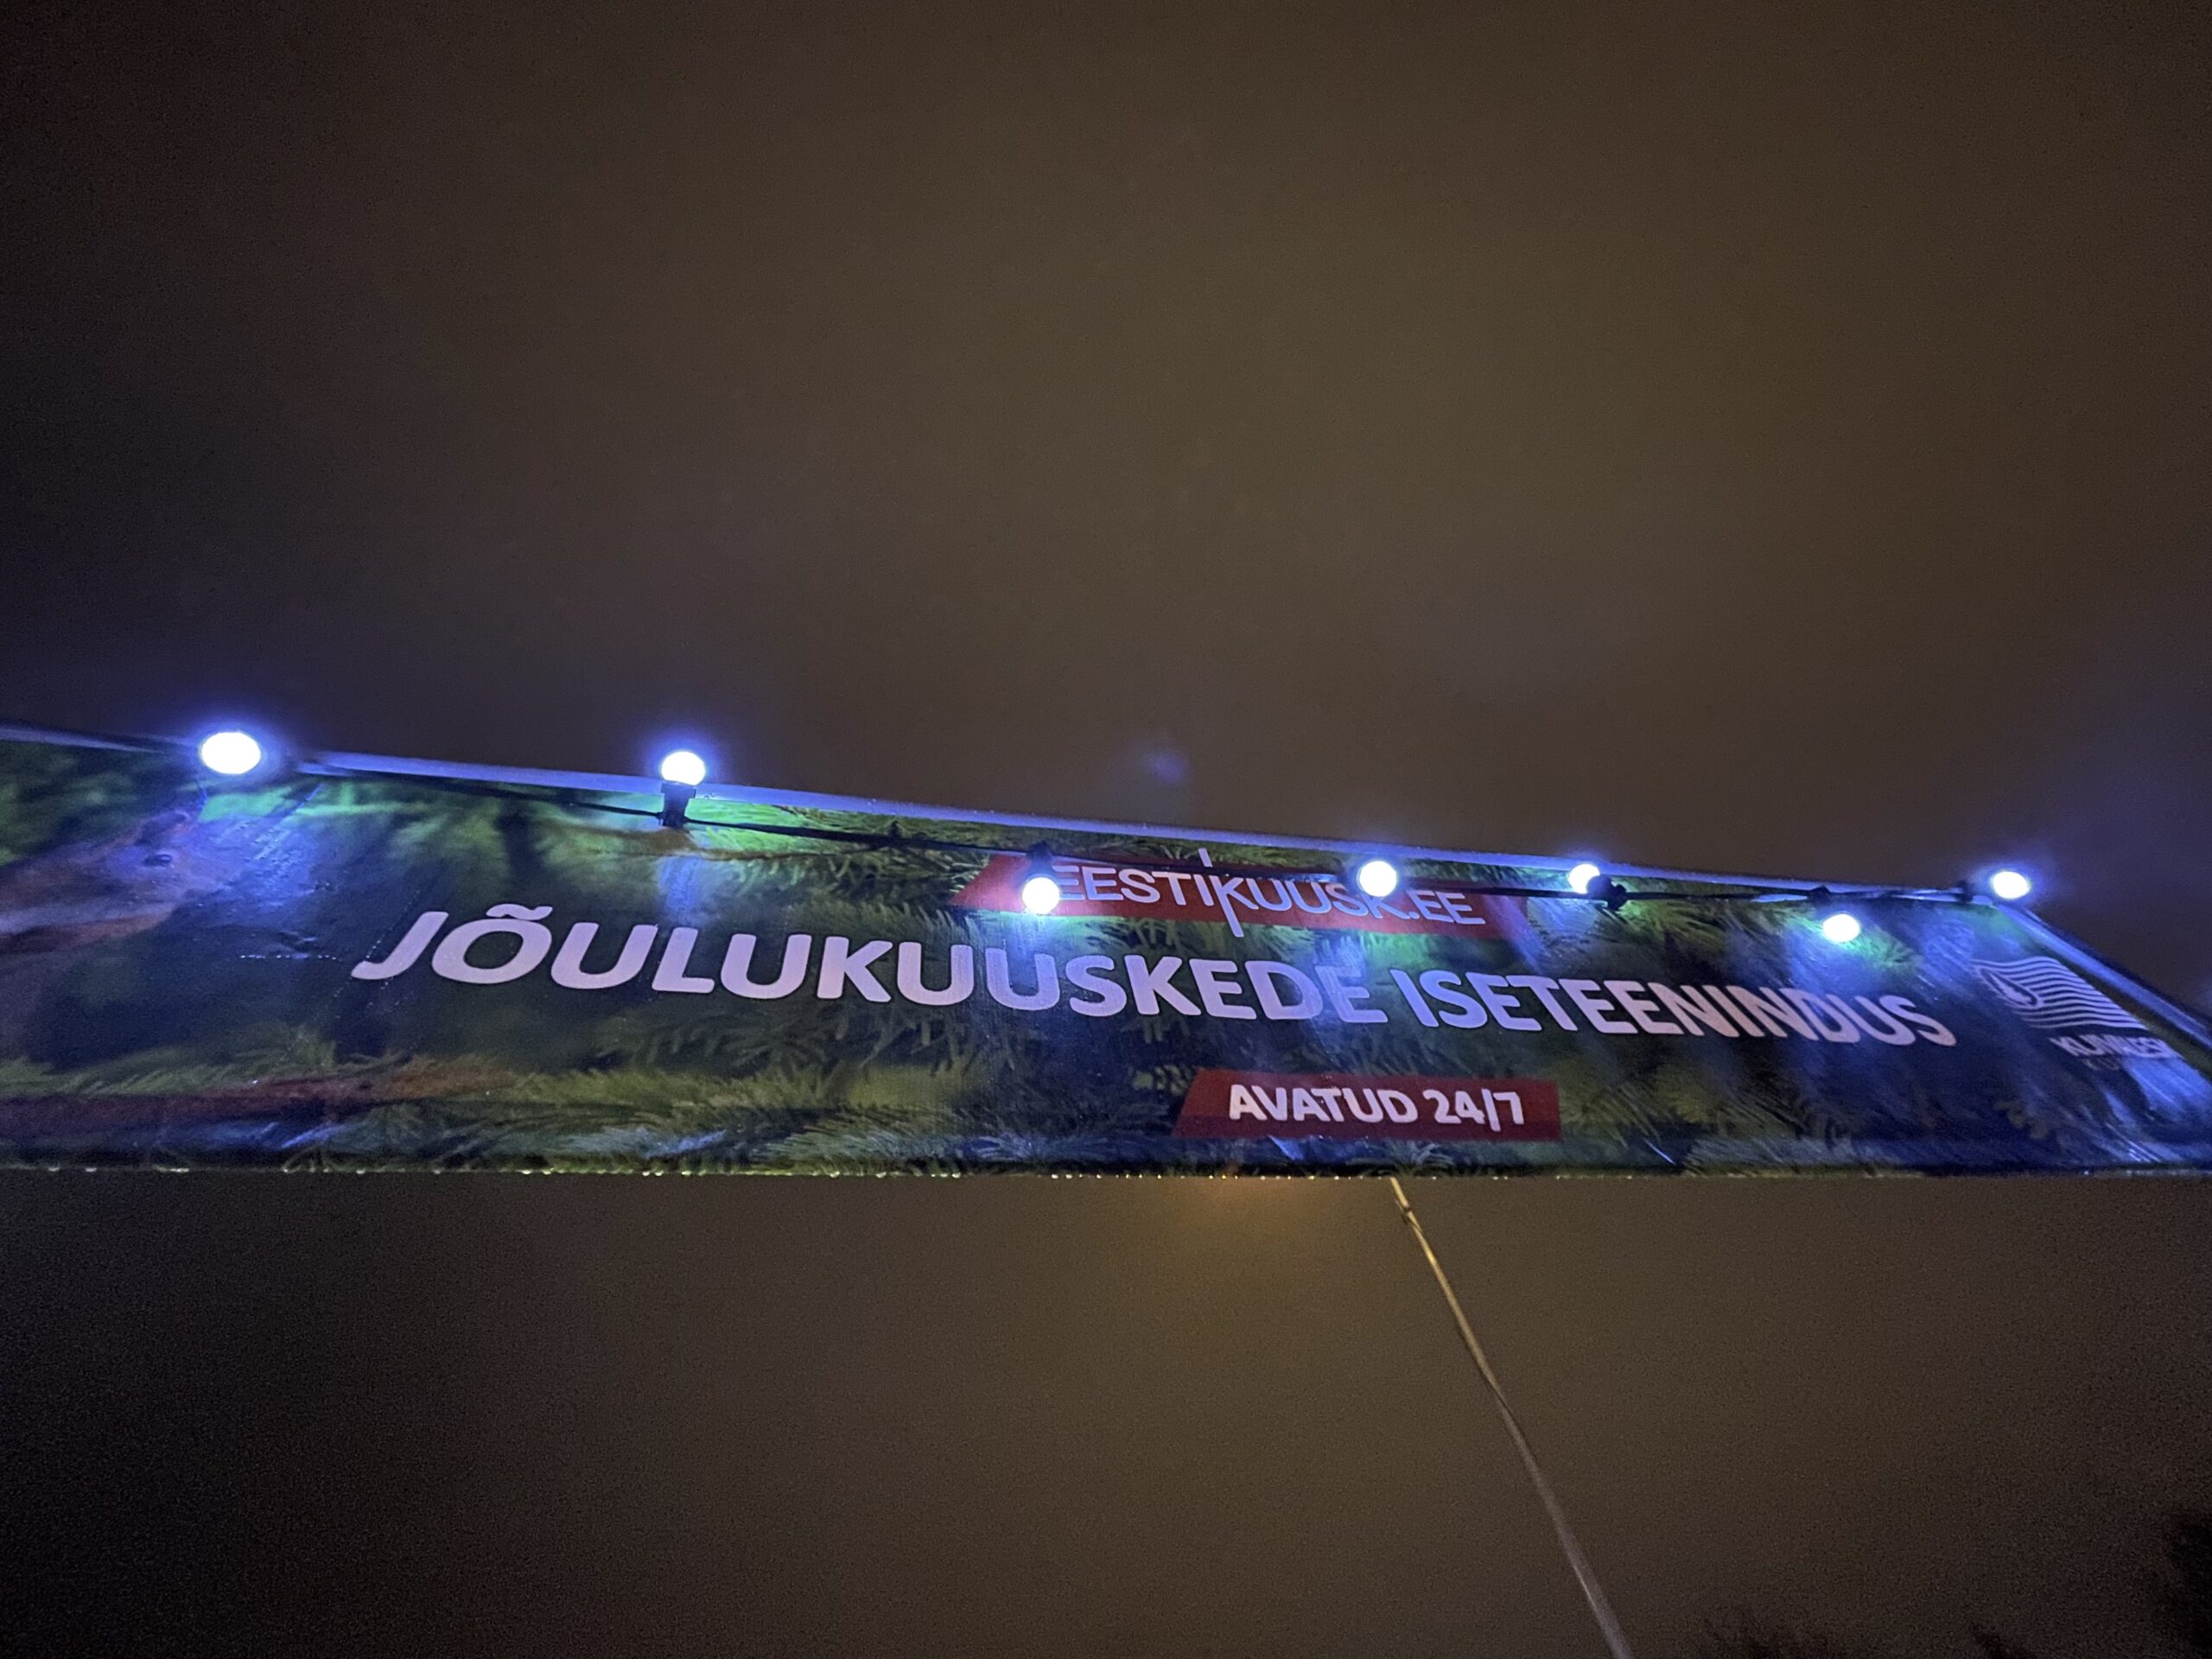 EESTIKUUSK.EE
JÕULUKUUSKEDE ISETEENINDUS
AVATUD 24/7